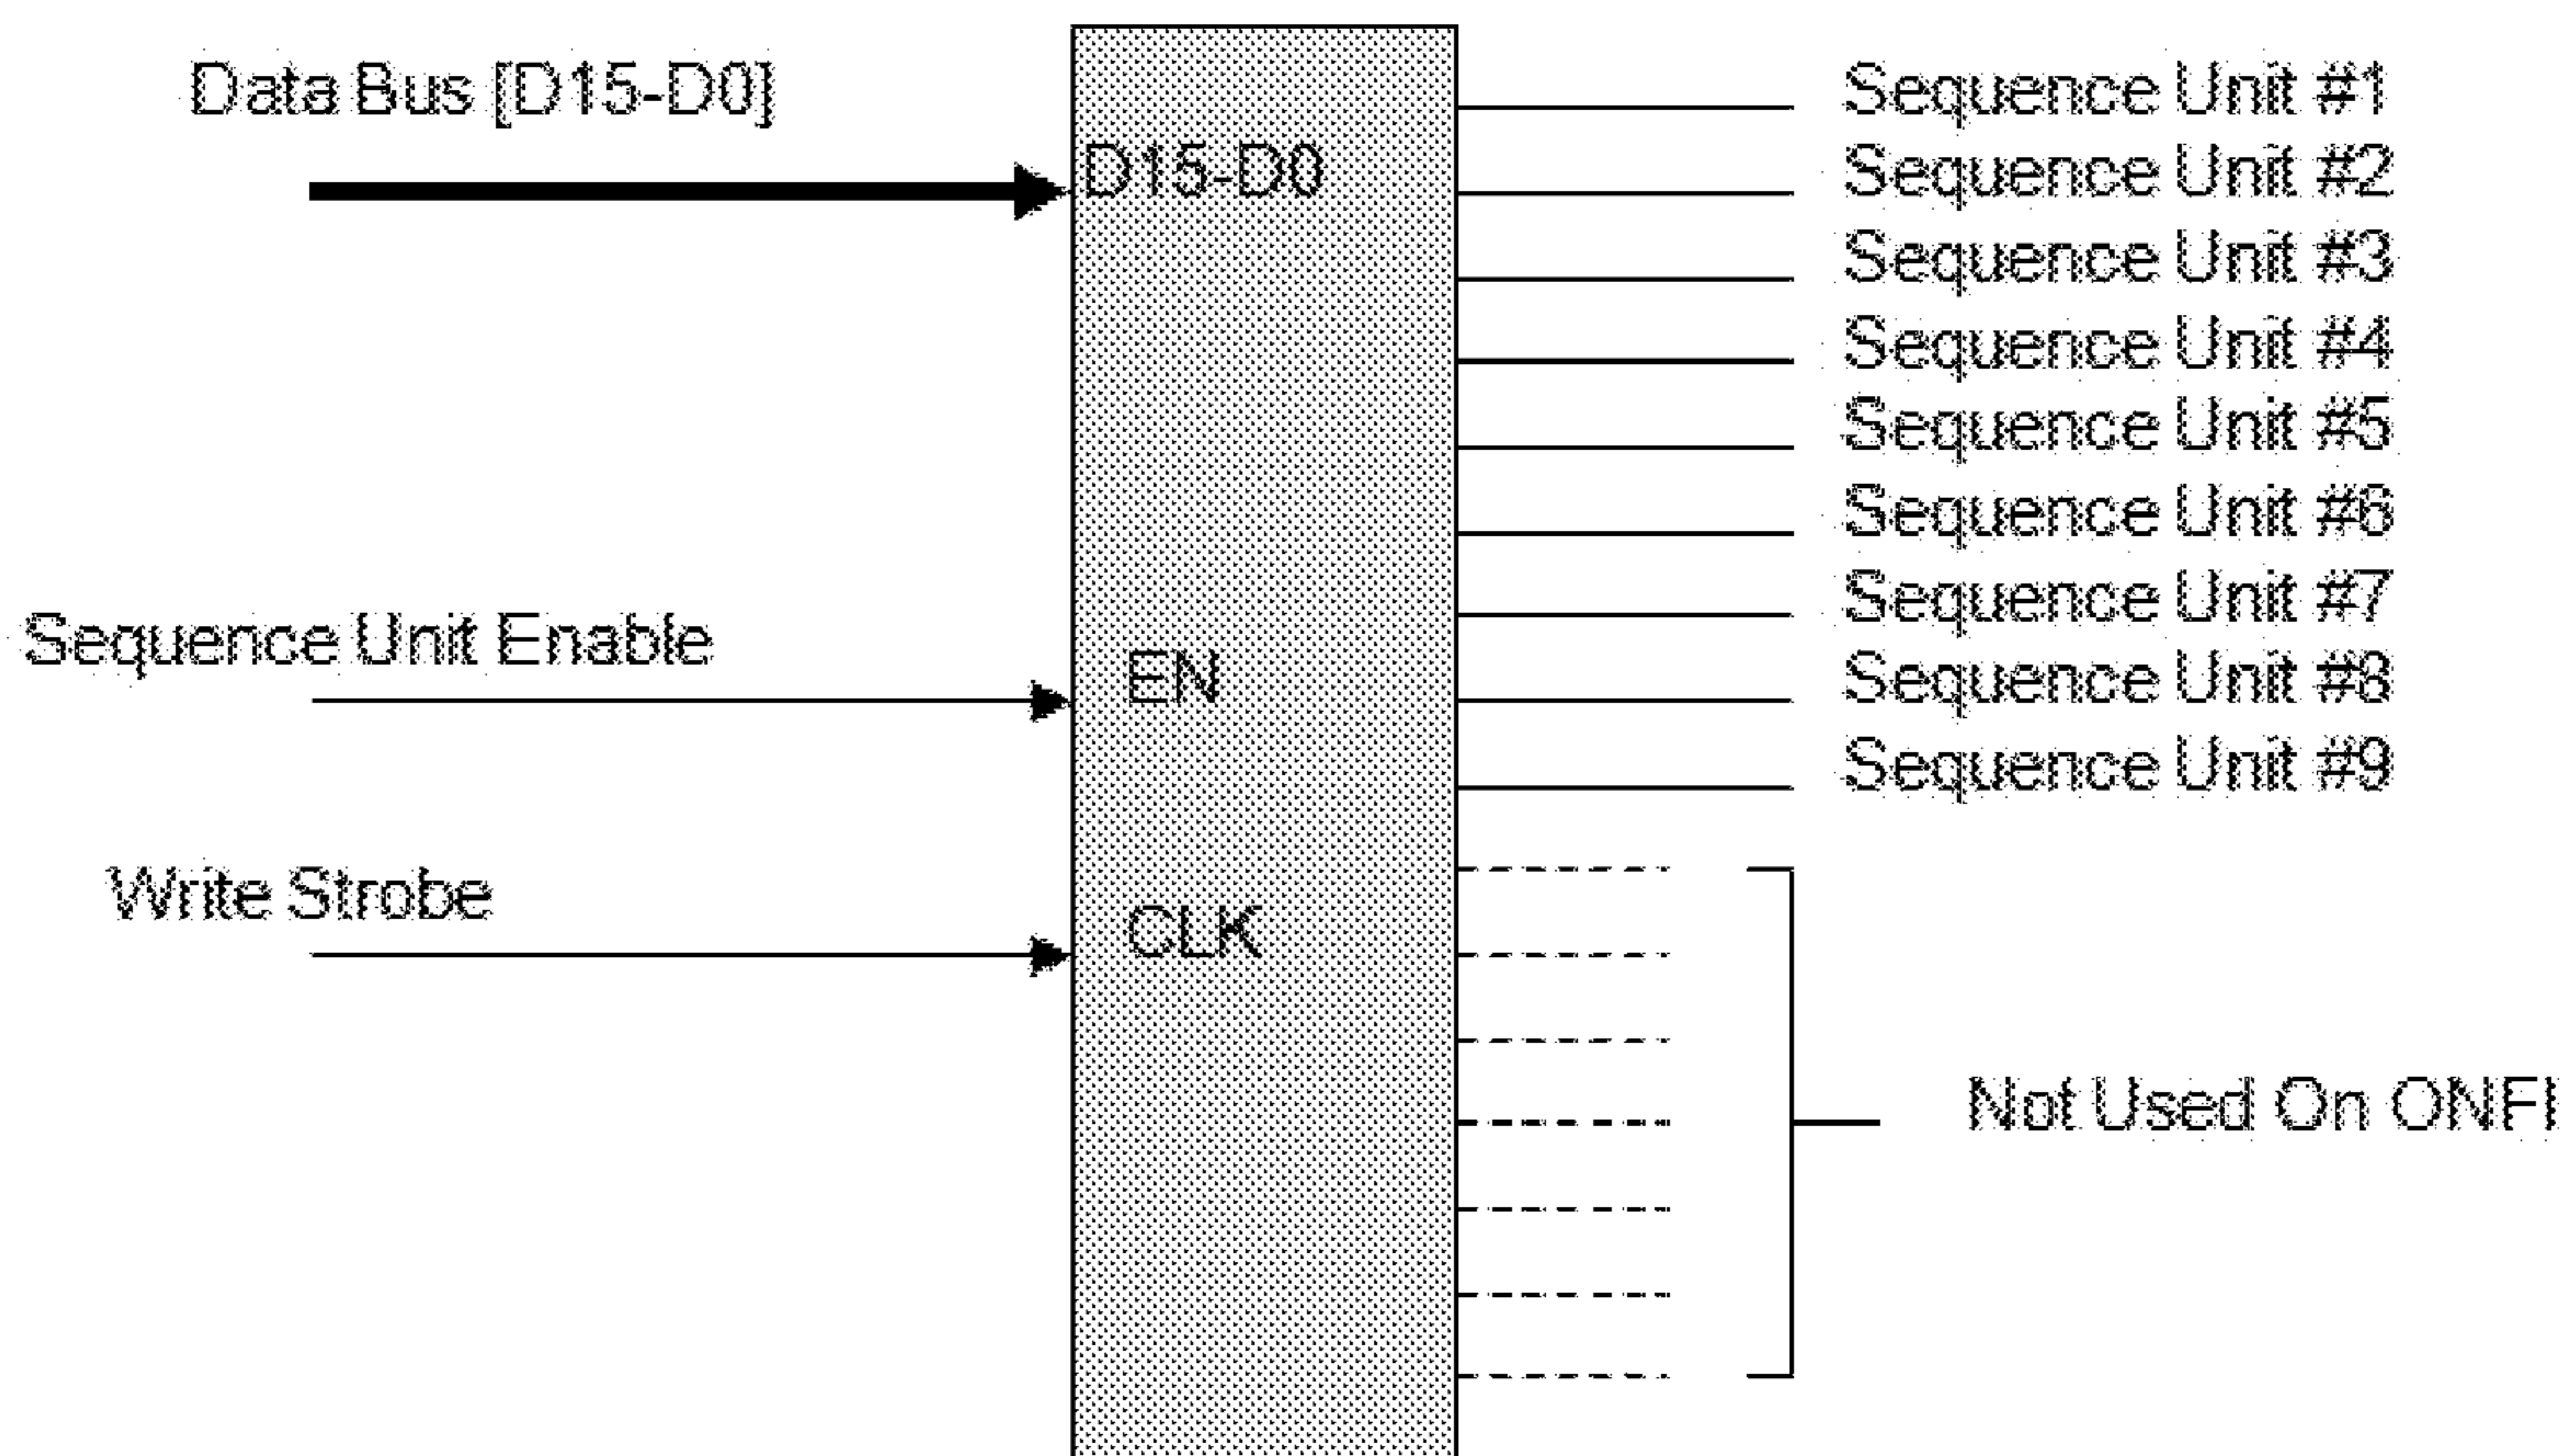 Data Bus [D15-D0]
D15-D0
Sequence Unit #1
Sequence Unit #2
Sequence Unit #3
Sequence Unit #4
Sequence Unit #5
Sequence Unit #6
Sequence Unit #7
Sequence Unit Enable
EN
Sequence Unit #8
Sequence Unit #9
Write Strobe
CLK
Not Used On ONFI